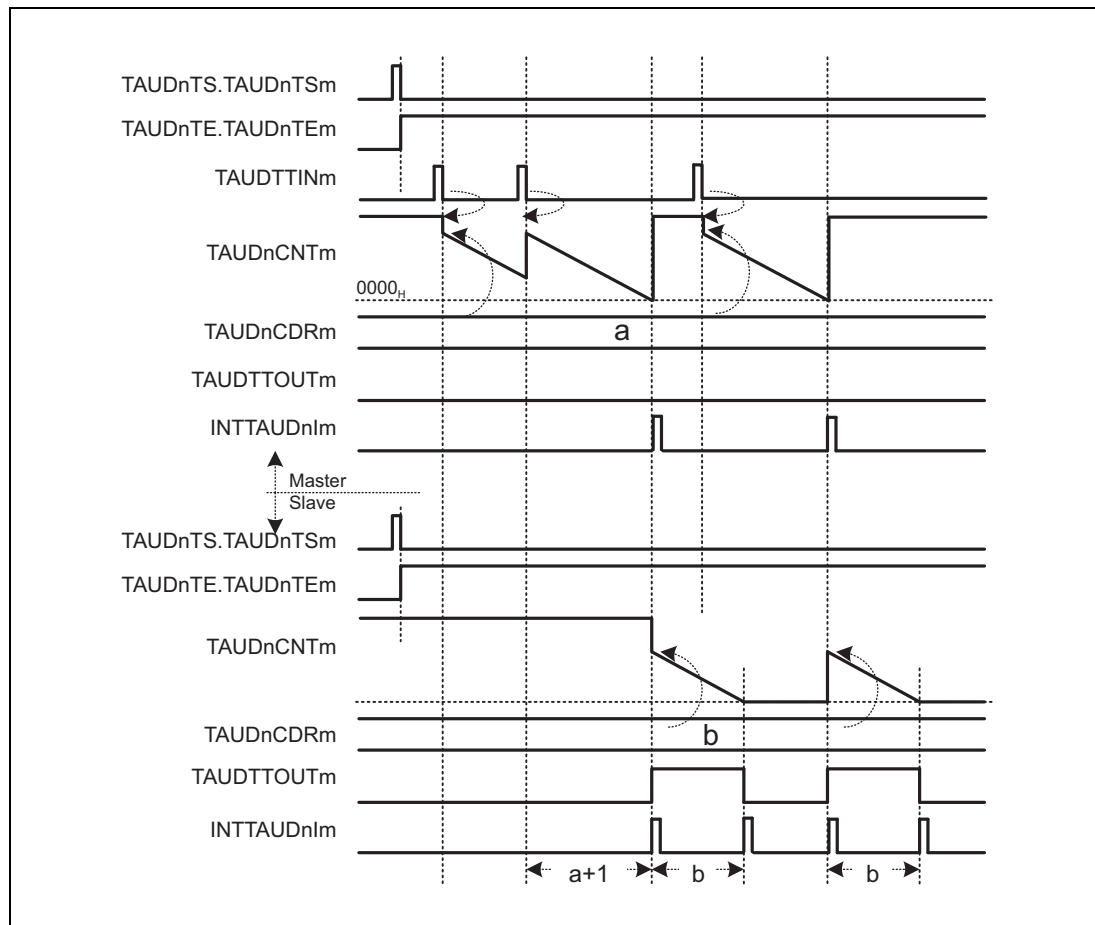 TAUDnTS.TAUDnTSm
TAUDnTE.TAUDnTEm
TAUDTTINm
TAUDnCNTm
0000H
TAUDnCDRm
a
TAUDTTOUTm
INTTAUDnIm
Master
Slave
TAUDnTS.TAUDnTSm
TAUDnTE.TAUDnTEm
TAUDnCNTm
TAUDnCDRm
b
TAUDTTOUTm
INTTAUDnIm
a+1 b b